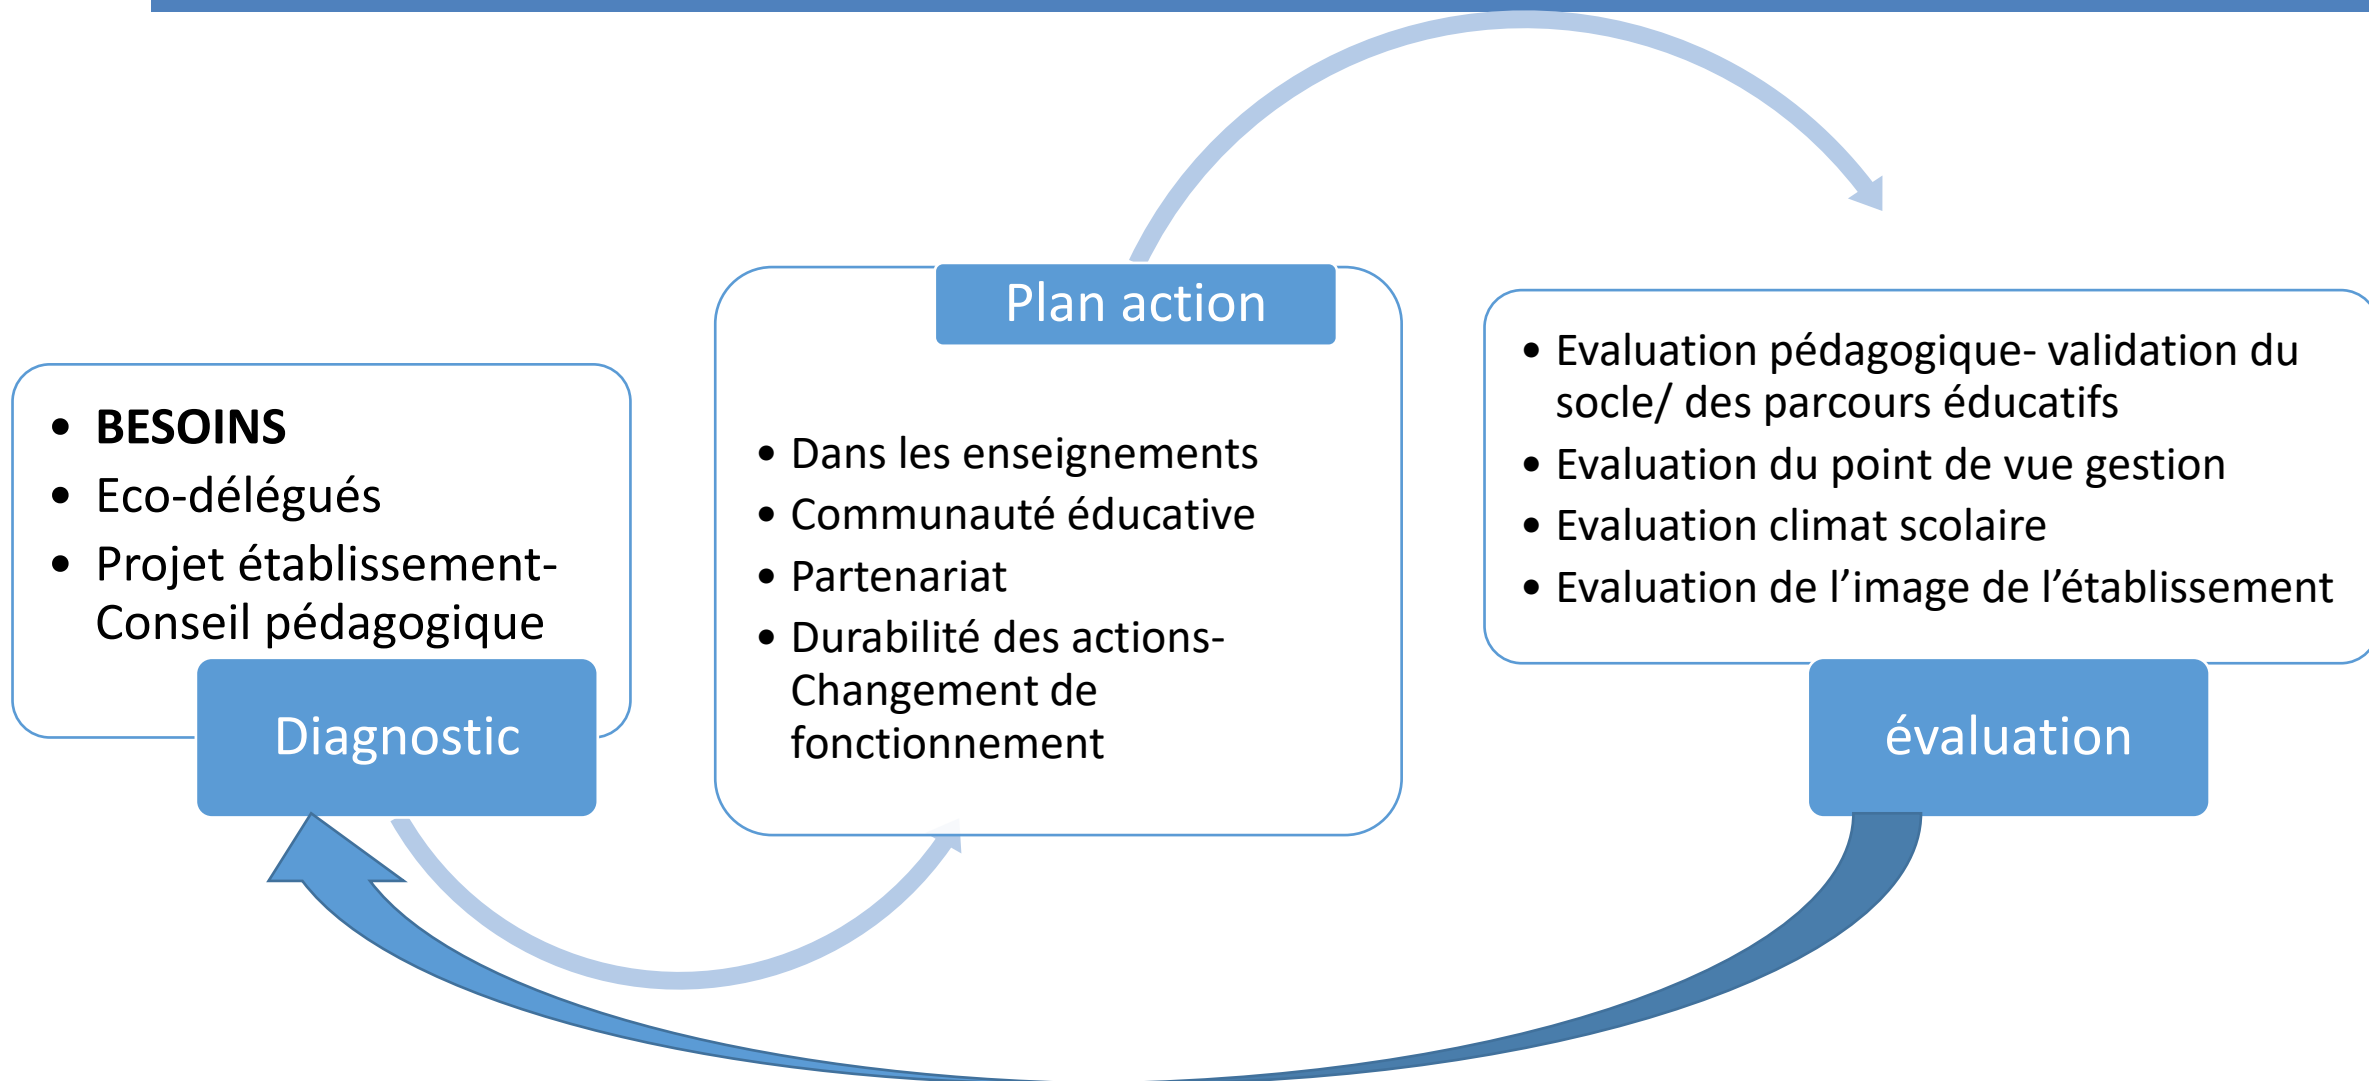 • BESOINS
• Eco-délégués
• Projet établissement-
Conseil pédagogique
Diagnostic
Plan action
• Dans les enseignements
• Communauté éducative
• Partenariat
• Durabilité des actions-
Changement de
fonctionnement
• Evaluation pédagogique- validation du
socle/ des parcours éducatifs
• Evaluation du point de vue gestion
• Evaluation climat scolaire
• Evaluation de l’image de l’établissement
évaluation